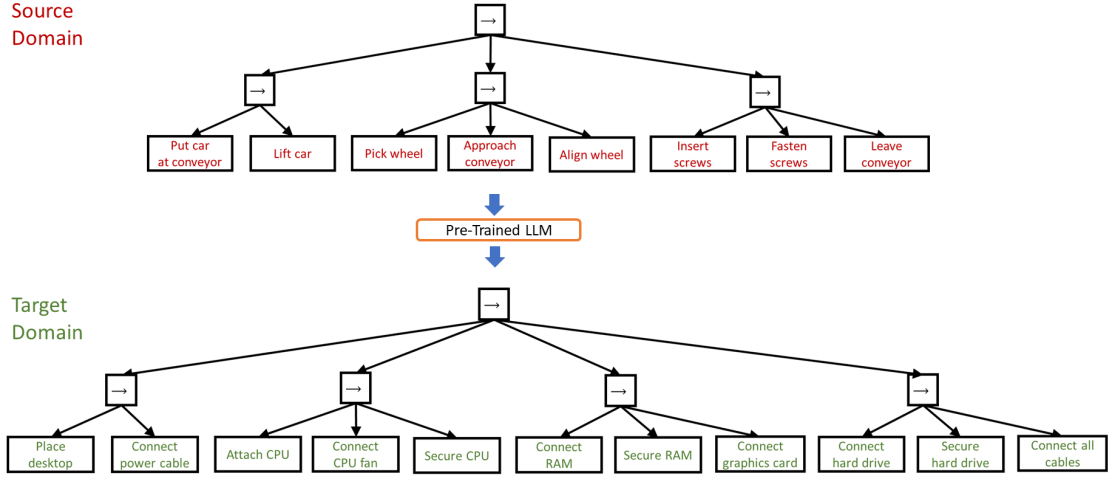 Source
Domain
→
→
→
→
Put car
at conveyor
Lift car
Pick wheel
Approach
conveyor
Align wheel
Insert
screws
Fasten
screws
Leave
conveyor
Pre-Trained LLM
Target
Domain
→
→
→
→
→
Place
desktop
Connect
power cable
Attach CPU
Connect
CPU fan
Secure CPU
Connect
RAM
Secure RAM
Connect
graphics card
Connect
hard drive
Secure
hard drive
Connect all
cables